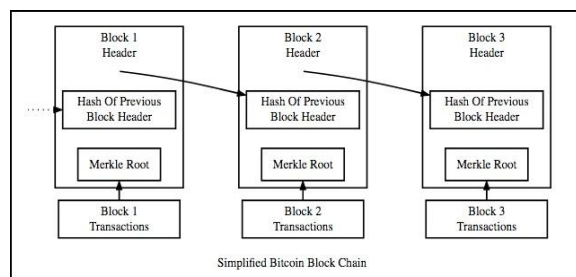 Block 1
Header
Hash Of Previous
Block Header
Merkle Root
Block 1
Transactions
Block 2
Header
Hash Of Previous
Block Header
Merkle Root
Block 2
Transactions
Block 3
Header
Hash Of Previous
Block Header
Merkle Root
Block 3
Transactions
Simplified Bitcoin Block Chain